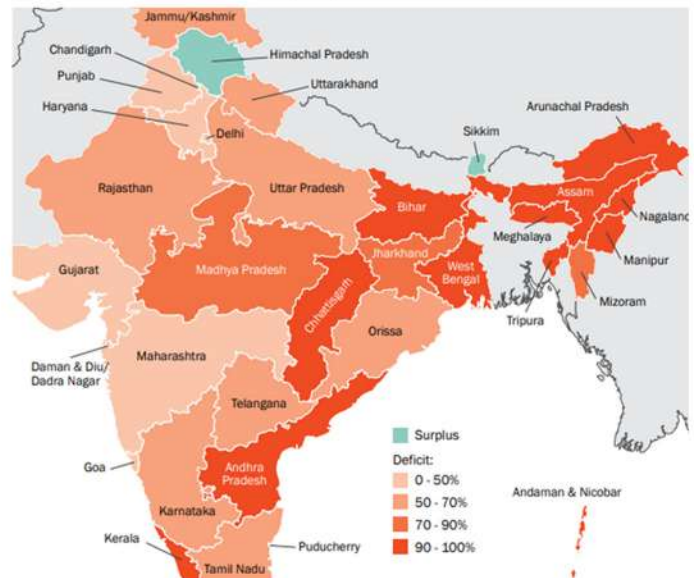 Jammu/Kashmir
Chandigarh
Himachal Pradesh
Punjab
Uttarakhand
Haryana
Arunachal Pradesh
Delhi
Sikkim
Rajasthan
Uttar Pradesh
Assam
Bihar
Nagaland
Meghalaya
Jharkhand
Gujarat
Madhya Pradesh
West
Bengal
Manipur
Chhattisgarh
Mizoram
Tripura
Orissa
Maharashtra
Daman & Diu/
Dadra Nagar
Telangana
Surplus
Deficit:
0 - 50%
50 - 70%
70 - 90%
90 - 100%
Goa
Andhra
Pradesh
Andaman & Nicobar
Karnataka
Kerala
Puducherry
Tamil Nadu